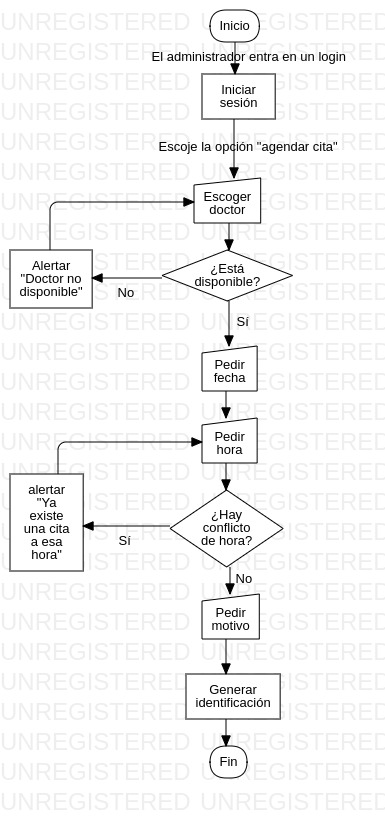 Inicio
El administrador entra en un login
Iniciar
sesión
Escoje la opción "agendar cita"
Escoger
doctor
¿Está
disponible?
No
Alertar
"Doctor no
disponible"
Sí
Pedir
fecha
Pedir
hora
¿Hay
conflicto
de hora?
Sí
alertar
"Ya
existe
una cita
a esa
hora"
No
Pedir
motivo
Generar
identificación
Fin
UNREGISTERED